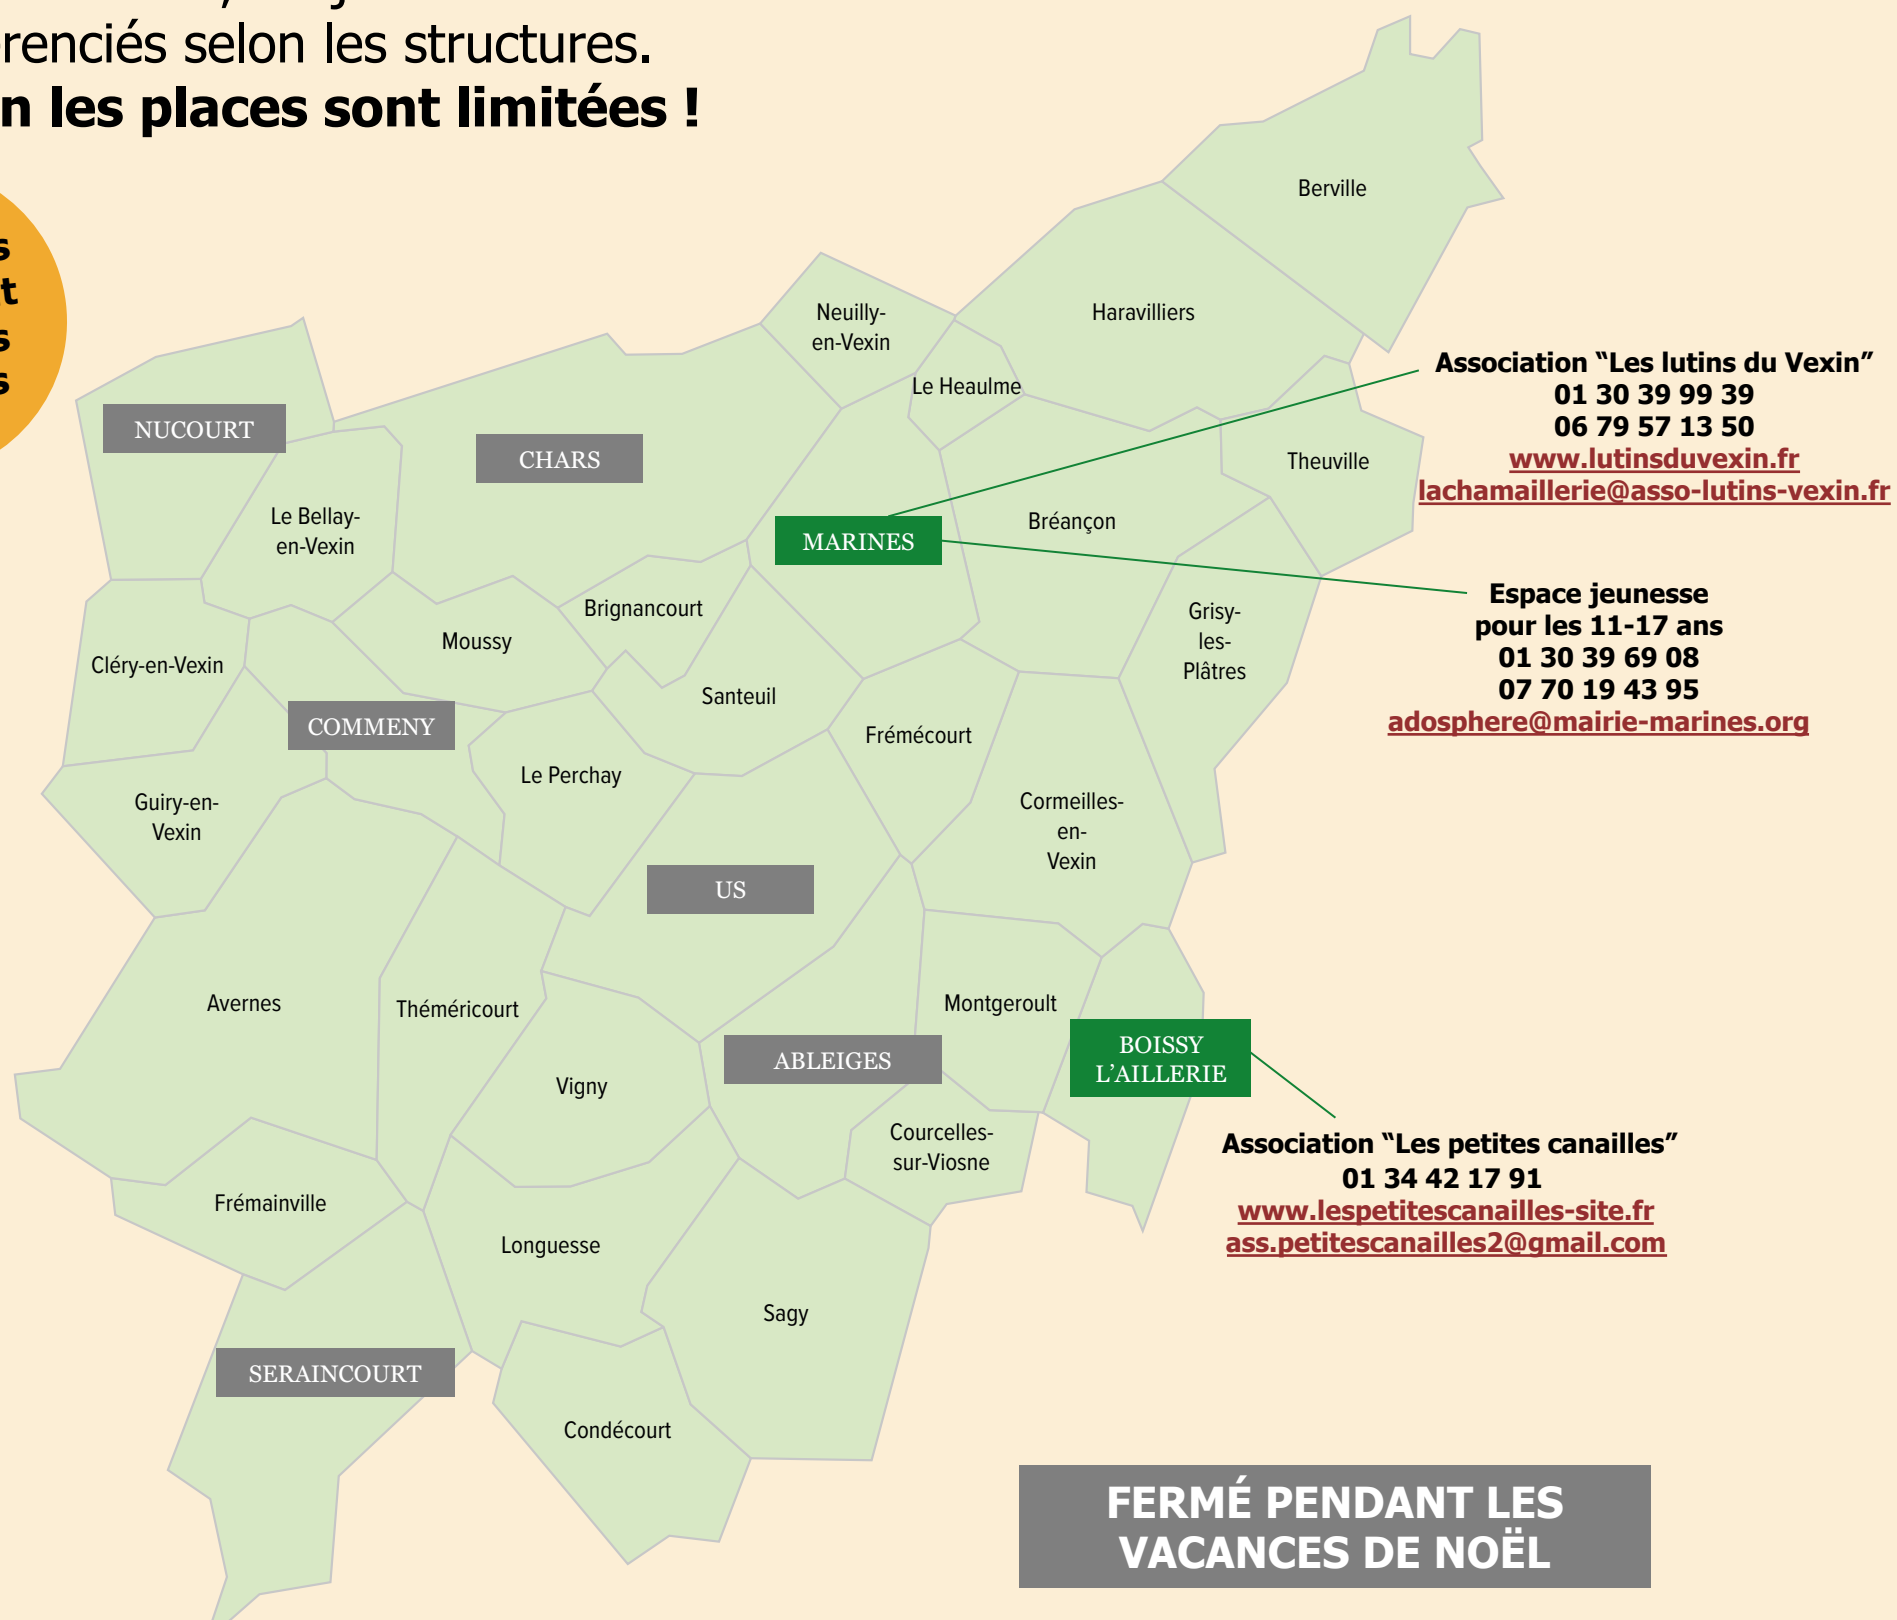 selon les structures.
les places sont limitées !
Berville
Neuilly-
en-Vexin
Haravilliers
Le Heaulme
Association “Les lutins du Vexin”
01 30 39 99 39
06 79 57 13 50
www.lutinsduvexin.fr
lachamaillerie@asso-lutins-vexin.fr
NUCOURT
CHARS
Theuville
Le Bellay-
en-Vexin
MARINES
Bréançon
Espace jeunesse
pour les 11-17 ans
01 30 39 69 08
07 70 19 43 95
adosphere@mairie-marines.org
Brignancourt
Grisy-
les-
Plâtres
Moussy
Cléry-en-Vexin
Santeuil
COMMENY
Frémécourt
Le Perchay
Guiry-en-
Vexin
Cormeilles-
en-
Vexin
US
Avernes
Théméricourt
Montgeroult
ABLEIGES
BOISSY
L’AILLERIE
Vigny
Courcelles-
sur-Viosne
Association “Les petites canailles”
01 34 42 17 91
www.lespetitescanailles-site.fr
ass.petitescanailles2@gmail.com
Frémainville
Longuesse
Sagy
SERAINCOURT
Condécourt
FERMÉ PENDANT LES
VACANCES DE NOËL